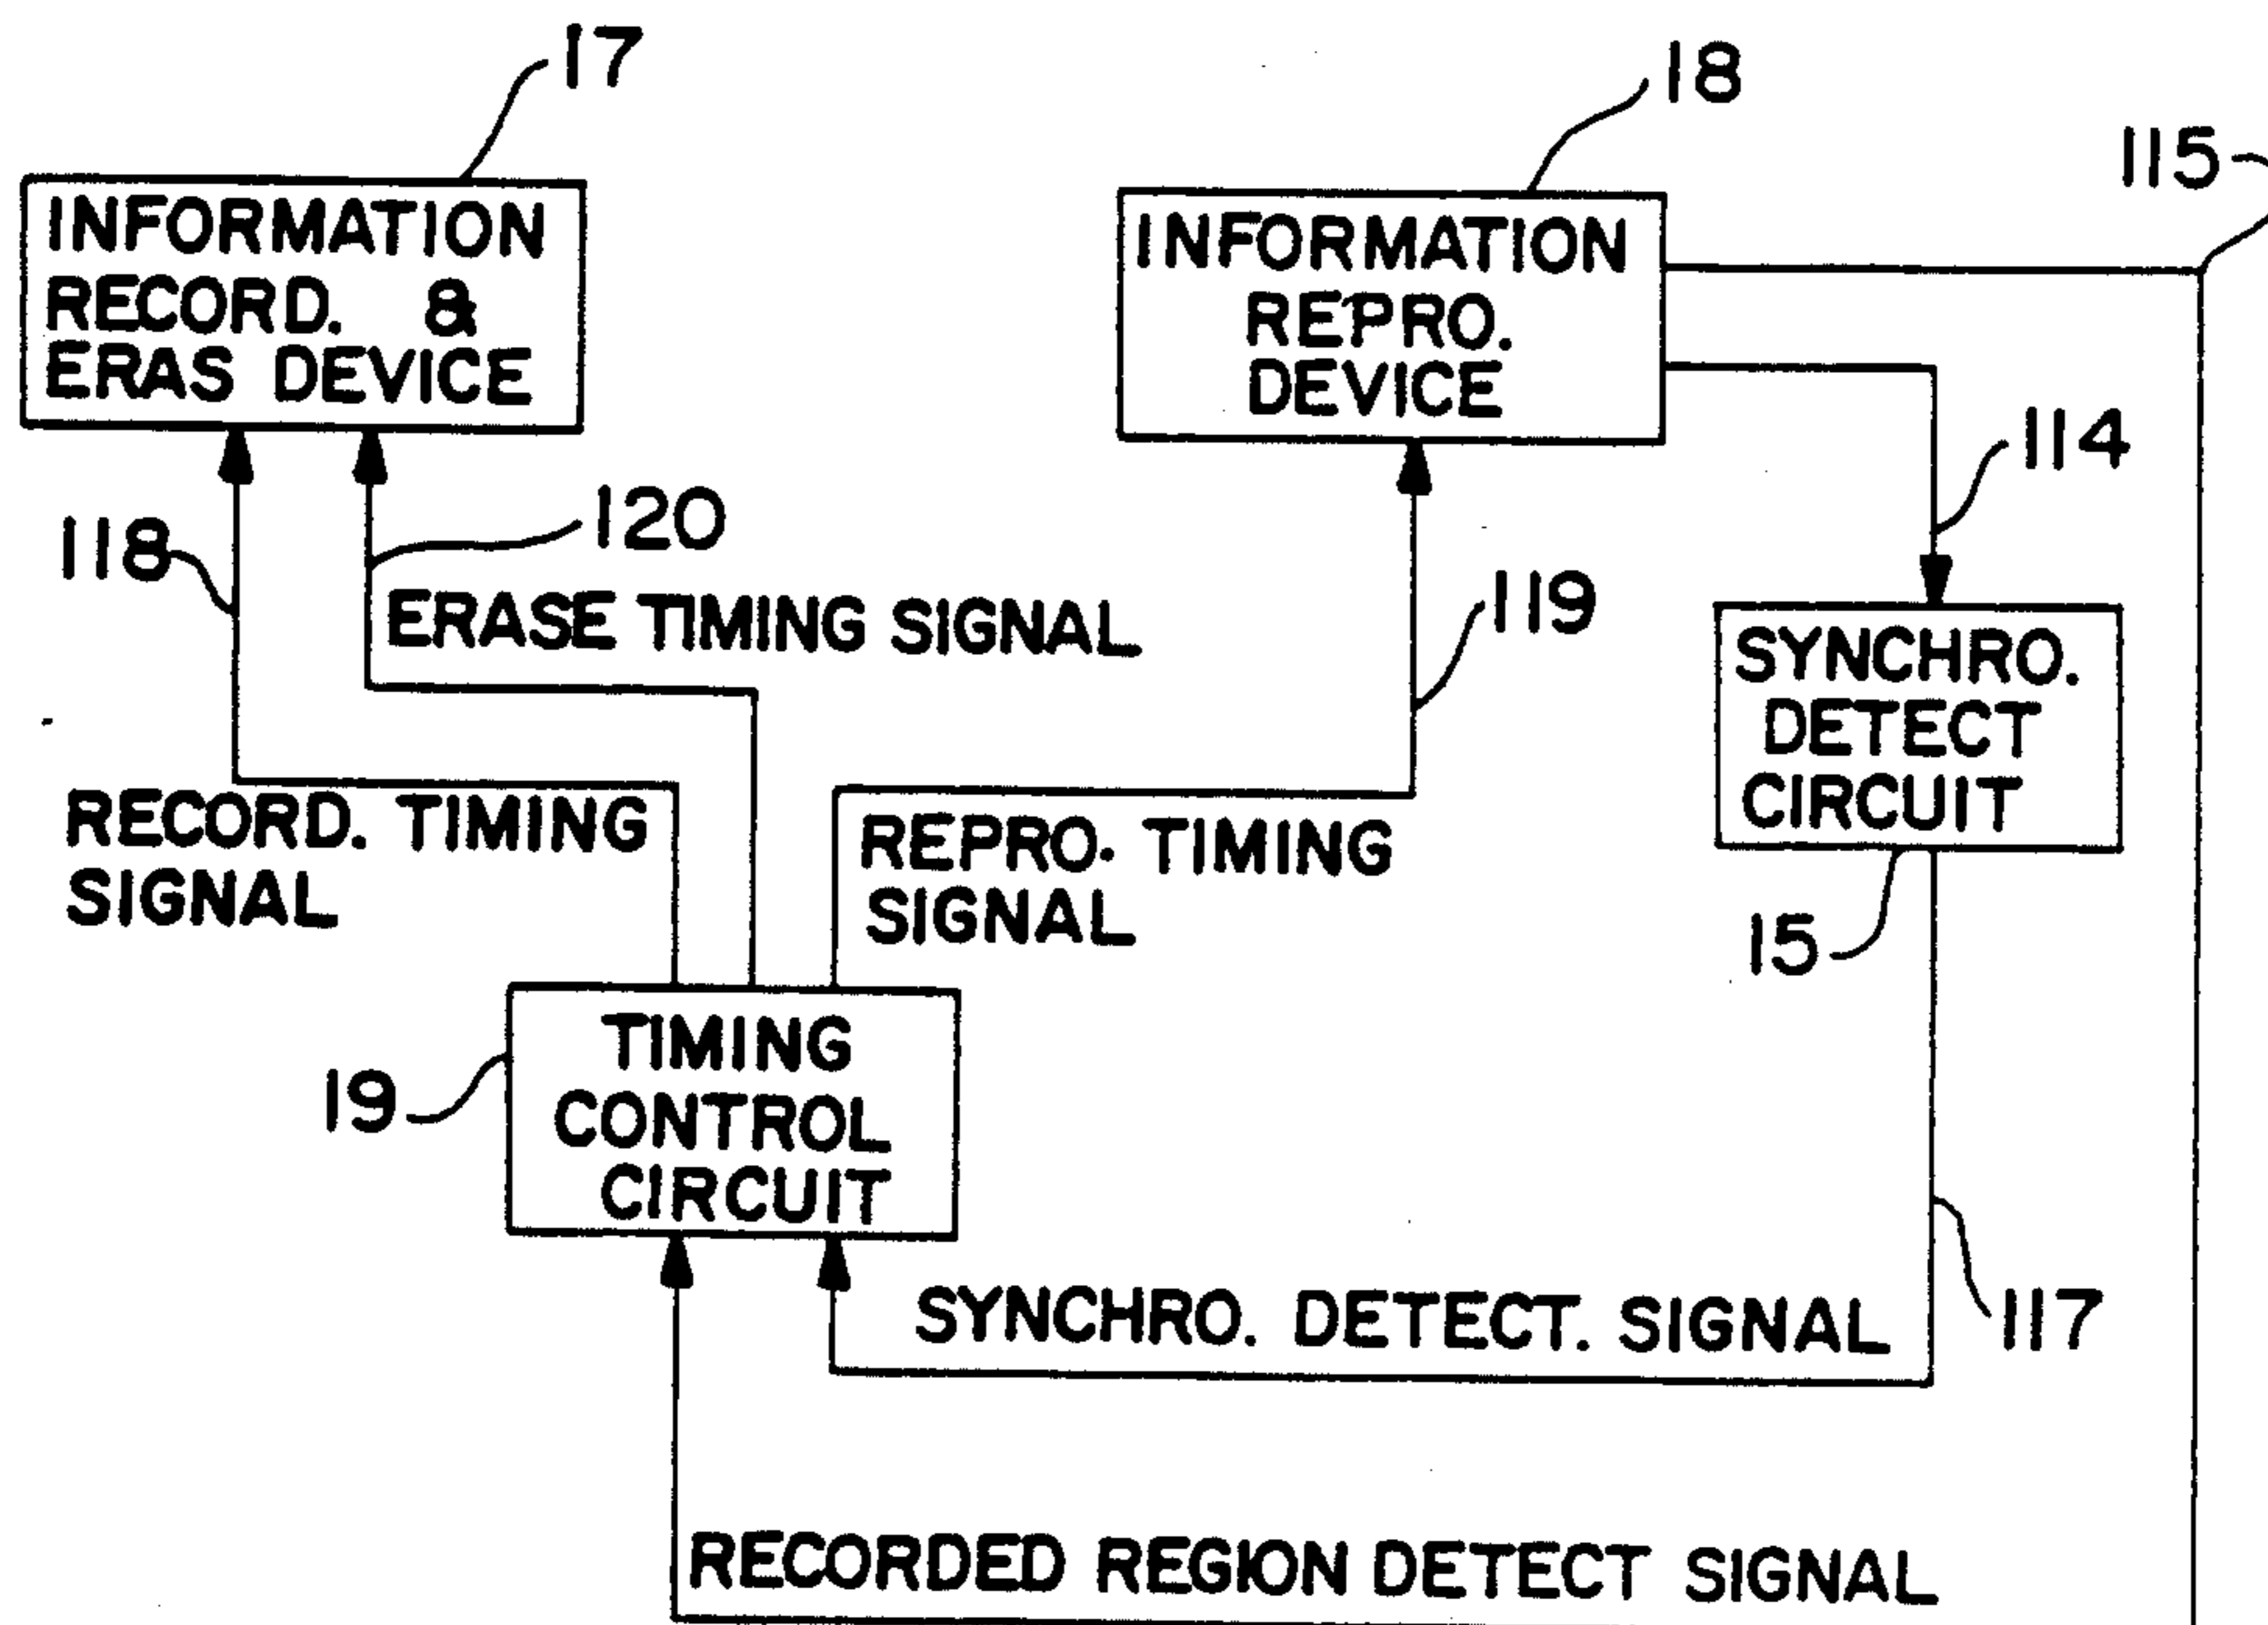 17
18
115
INFORMATION
RECORD. &
ERAS DEVICE
INFORMATION
REPRO.
DEVICE
114
118
120
ERASE TIMING SIGNAL
119
SYNCHRO.
DETECT
CIRCUIT
RECORD. TIMING
SIGNAL
REPRO. TIMING
SIGNAL
15
19
TIMING
CONTROL
CIRCUIT
SYNCHRO. DETECT. SIGNAL
117
RECORDED REGION DETECT SIGNAL